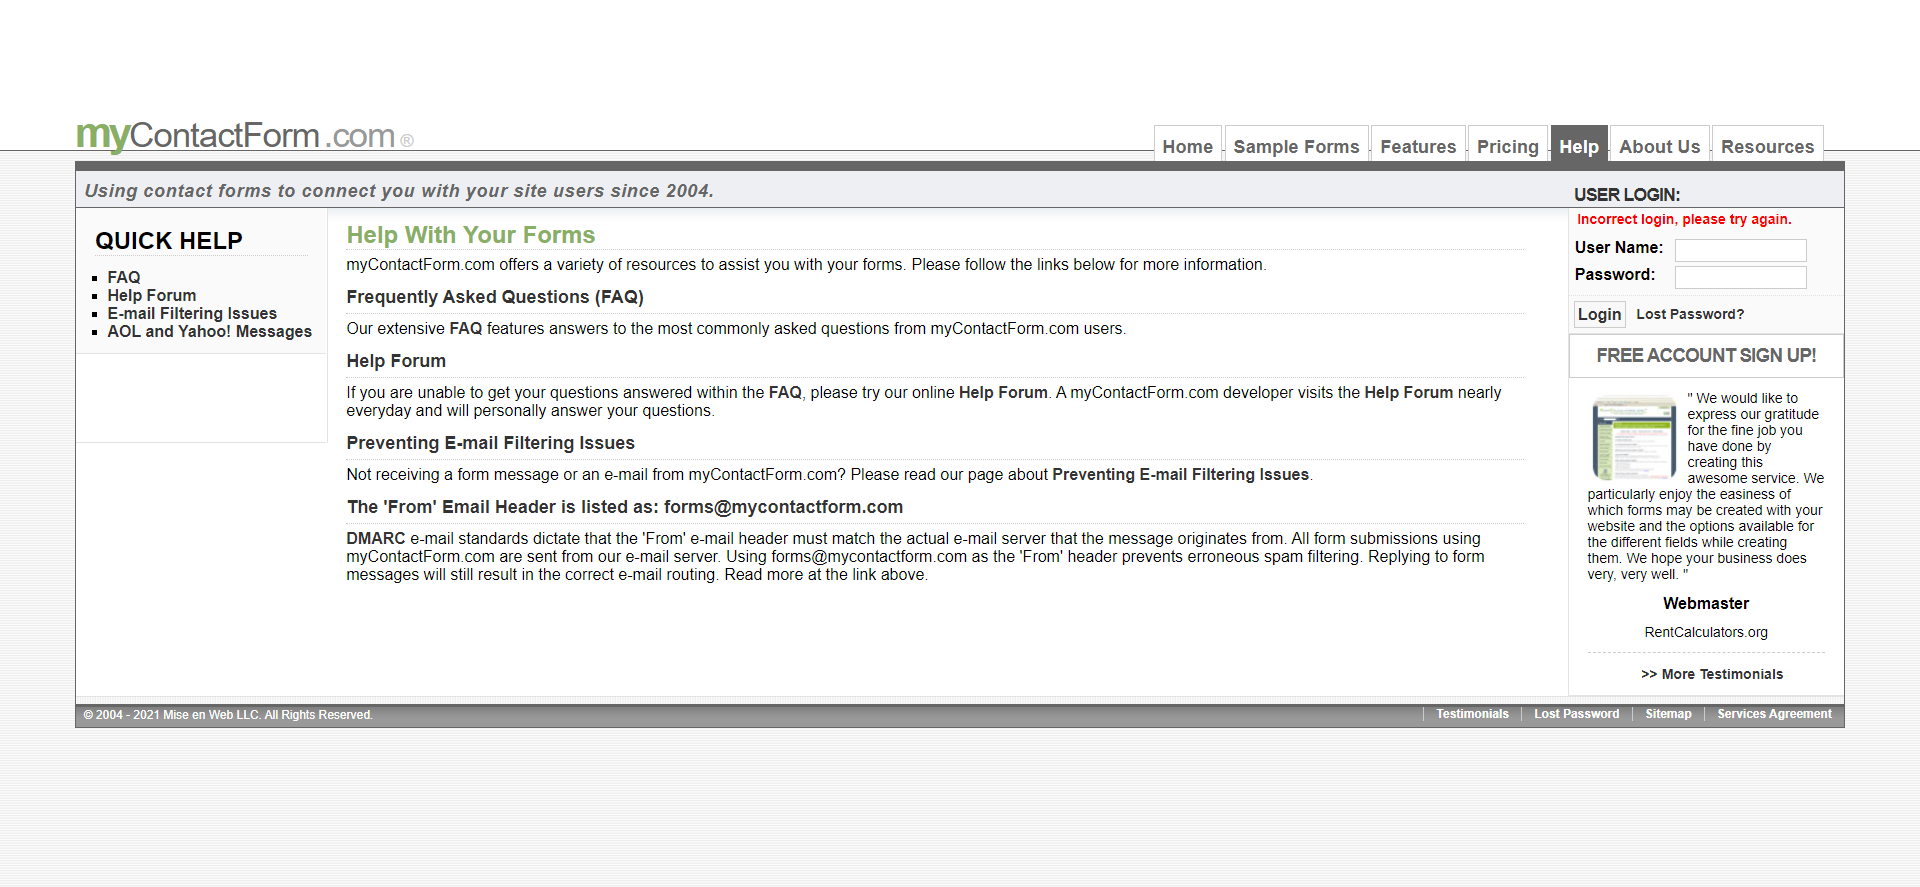 myContactForm.com ®
Home
Sample Forms
Features
Pricing
Help
About Us
Resources
Using contact forms to connect you with your site users since 2004.
QUICK HELP
FAQ
Help Forum
E-mail Filtering Issues
AOL and Yahoo! Messages
Help With Your Forms
myContactForm.com offers a variety of resources to assist you with your forms. Please follow the links below for more information.
Frequently Asked Questions (FAQ)
Our extensive FAQ features answers to the most commonly asked questions from myContactForm.com users.
Help Forum
If you are unable to get your questions answered within the FAQ, please try our online Help Forum. A myContactForm.com developer visits the Help Forum nearly
everyday and will personally answer your questions.
Preventing E-mail Filtering Issues
Not receiving a form message or an e-mail from myContactForm.com? Please read our page about Preventing E-mail Filtering Issues.
The 'From' Email Header is listed as: forms@mycontactform.com
DMARC e-mail standards dictate that the 'From' e-mail header must match the actual e-mail server that the message originates from. All form submissions using
myContactForm.com are sent from our e-mail server. Using forms@mycontactform.com as the 'From' header prevents erroneous spam filtering. Replying to form
messages will still result in the correct e-mail routing. Read more at the link above.
USER LOGIN:
Incorrect login, please try again.
User Name:
Password:
Login
Lost Password?
FREE ACCOUNT SIGN UP!
" We would like to
express our gratitude
for the fine job you
have done by
creating this
awesome service. We
particularly enjoy the easiness of
which forms may be created with your
website and the options available for
the different fields while creating
them. We hope your business does
very, very well. "
Webmaster
RentCalculators.org
>> More Testimonials
© 2004 - 2021 Mise en Web LLC. All Rights Reserved.
Testimonials
Lost Password
Sitemap
Services Agreement